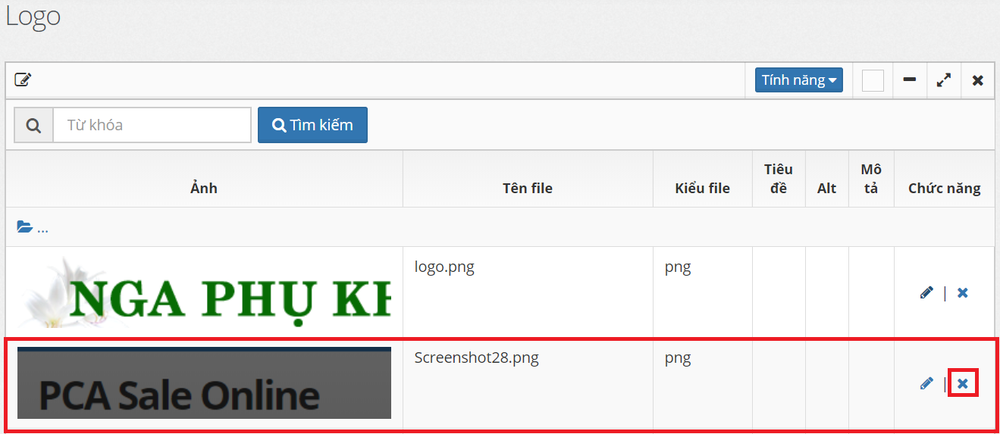 Logo
Tính năng
Từ khóa
Tìm kiếm
Ảnh
Tên file
Kiểu file
Tiêu đề
Alt
Mô tả
Chức năng
...
NGA PHỤ KH
logo.png
png
|
PCA Sale Online
Screenshot28.png
png
|